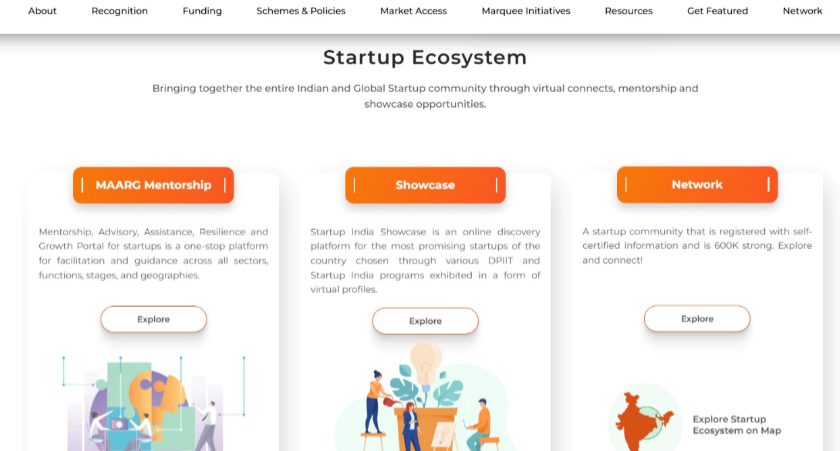 About Recognition Funding Schemes & Policies Market Access Marquee Initiatives Resources Get Featured Network
Startup Ecosystem
Bringing together the entire Indian and Global Startup community through virtual connects, mentorship and
showcase opportunities.
MAARG Mentorship
Mentorship, Advisory, Assistance, Resilience and
Growth Portal for startups is a one-stop platform
for facilitation and guidance across all sectors,
functions, stages, and geographies.
Explore
Showcase
Startup India Showcase is an online discovery
platform for the most promising startups of the
country chosen through various DPIIT and
Startup India programs exhibited in a form of
virtual profiles.
Explore
Network
A startup community that is registered with self-
certified information and is 600K strong. Explore
and connect!
Explore
Explore Startup
Ecosystem on Map